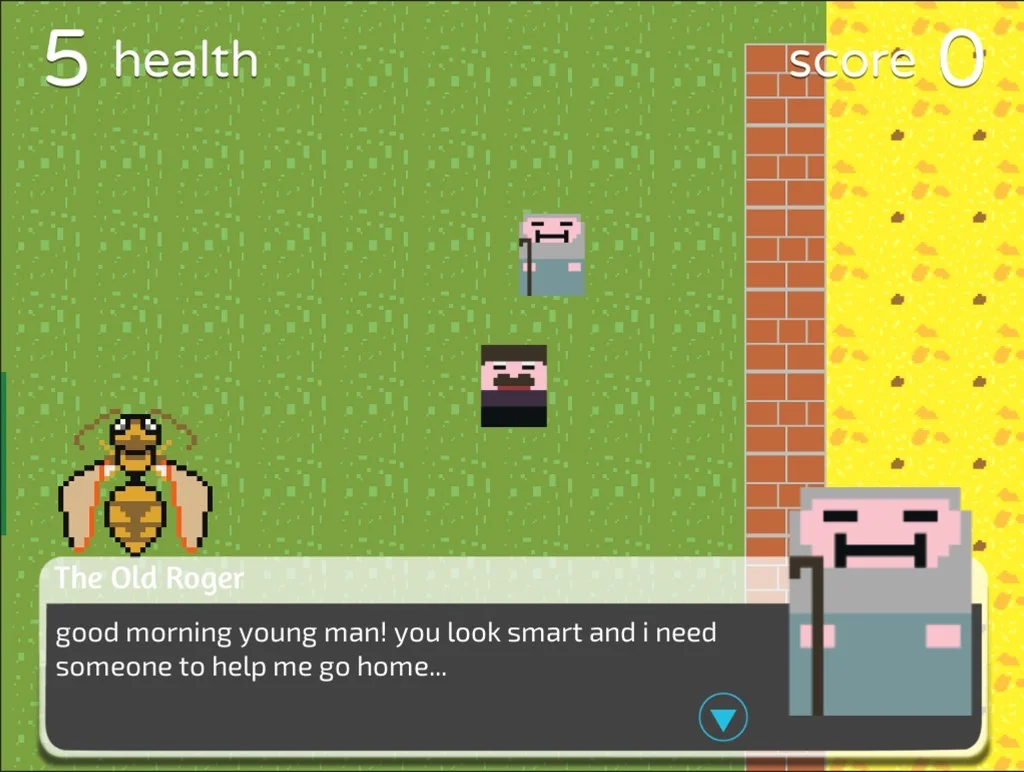 5 health
score 0
The Old Roger
good morning young man! you look smart and i need
someone to help me go home...